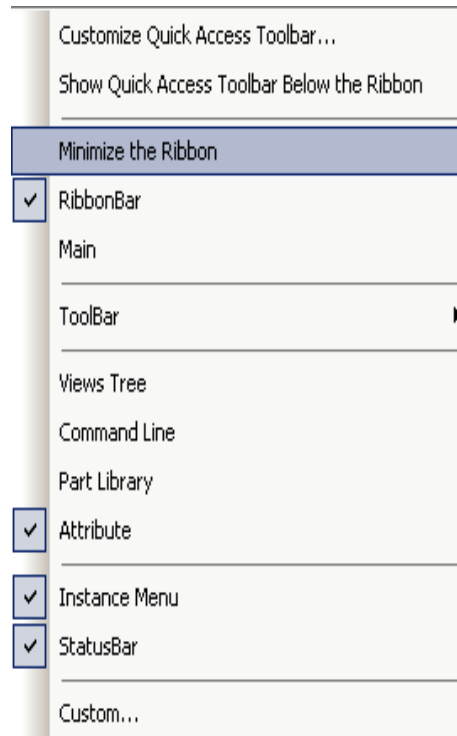 Customize Quick Access Toolbar...
Show Quick Access Toolbar Below the Ribbon
Minimize the Ribbon
RibbonBar
Main
ToolBar
Views Tree
Command Line
Part Library
Attribute
Instance Menu
StatusBar
Custom...